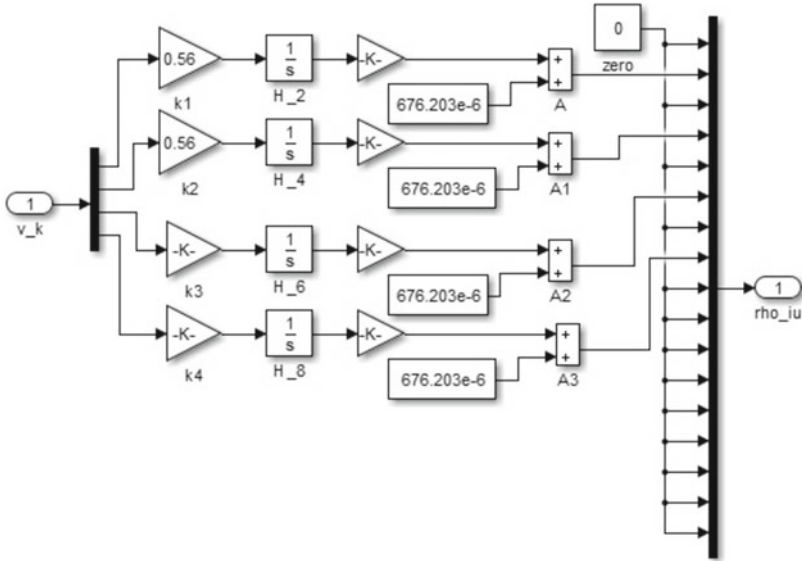 0
zero
0.56
k1
1
s
H_2
-K-
676.203e-6
+
+
A
0.56
k2
1
s
H_4
-K-
676.203e-6
+
+
A1
1
v_k
-K-
k3
1
s
H_6
-K-
676.203e-6
+
+
A2
1
rho_iu
-K-
k4
1
s
H_8
-K-
676.203e-6
+
+
A3